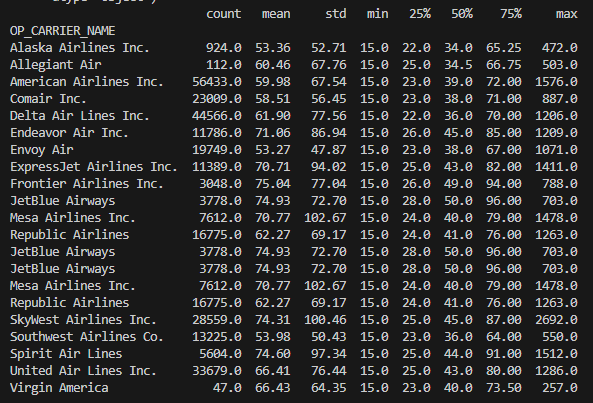 count mean std min 25% 50% 75% max
OP_CARRIER_NAME
Alaska Airlines Inc. 924.0 53.36 52.71 15.0 22.0 34.0 65.25 472.0
Allegiant Air 112.0 60.46 67.76 15.0 25.0 34.5 66.75 503.0
American Airlines Inc. 56433.0 59.98 67.54 15.0 23.0 39.0 72.00 1576.0
Comair Inc. 23009.0 58.51 56.45 15.0 23.0 38.0 71.00 887.0
Delta Air Lines Inc. 44566.0 61.90 77.56 15.0 22.0 36.0 70.00 1206.0
Endeavor Air Inc. 11786.0 71.06 86.94 15.0 26.0 45.0 85.00 1209.0
Envoy Air 19749.0 53.27 47.87 15.0 23.0 38.0 67.00 1071.0
ExpressJet Airlines Inc. 11389.0 70.71 94.02 15.0 25.0 43.0 82.00 1411.0
Frontier Airlines Inc. 3048.0 75.04 77.04 15.0 26.0 49.0 94.00 788.0
JetBlue Airways 3778.0 74.93 72.70 15.0 28.0 50.0 96.00 703.0
Mesa Airlines Inc. 7612.0 70.77 102.67 15.0 24.0 40.0 79.00 1478.0
Republic Airlines 16775.0 62.27 69.17 15.0 24.0 41.0 76.00 1263.0
JetBlue Airways 3778.0 74.93 72.70 15.0 28.0 50.0 96.00 703.0
JetBlue Airways 3778.0 74.93 72.70 15.0 28.0 50.0 96.00 703.0
Mesa Airlines Inc. 7612.0 70.77 102.67 15.0 24.0 40.0 79.00 1478.0
Republic Airlines 16775.0 62.27 69.17 15.0 24.0 41.0 76.00 1263.0
SkyWest Airlines Inc. 28559.0 74.31 100.46 15.0 25.0 45.0 87.00 2692.0
Southwest Airlines Co. 13225.0 53.98 50.43 15.0 23.0 36.0 64.00 550.0
Spirit Air Lines 5604.0 74.60 97.34 15.0 25.0 44.0 91.00 1512.0
United Air Lines Inc. 33679.0 66.41 76.44 15.0 25.0 43.0 80.00 1286.0
Virgin America 47.0 66.43 64.35 15.0 23.0 40.0 73.50 257.0